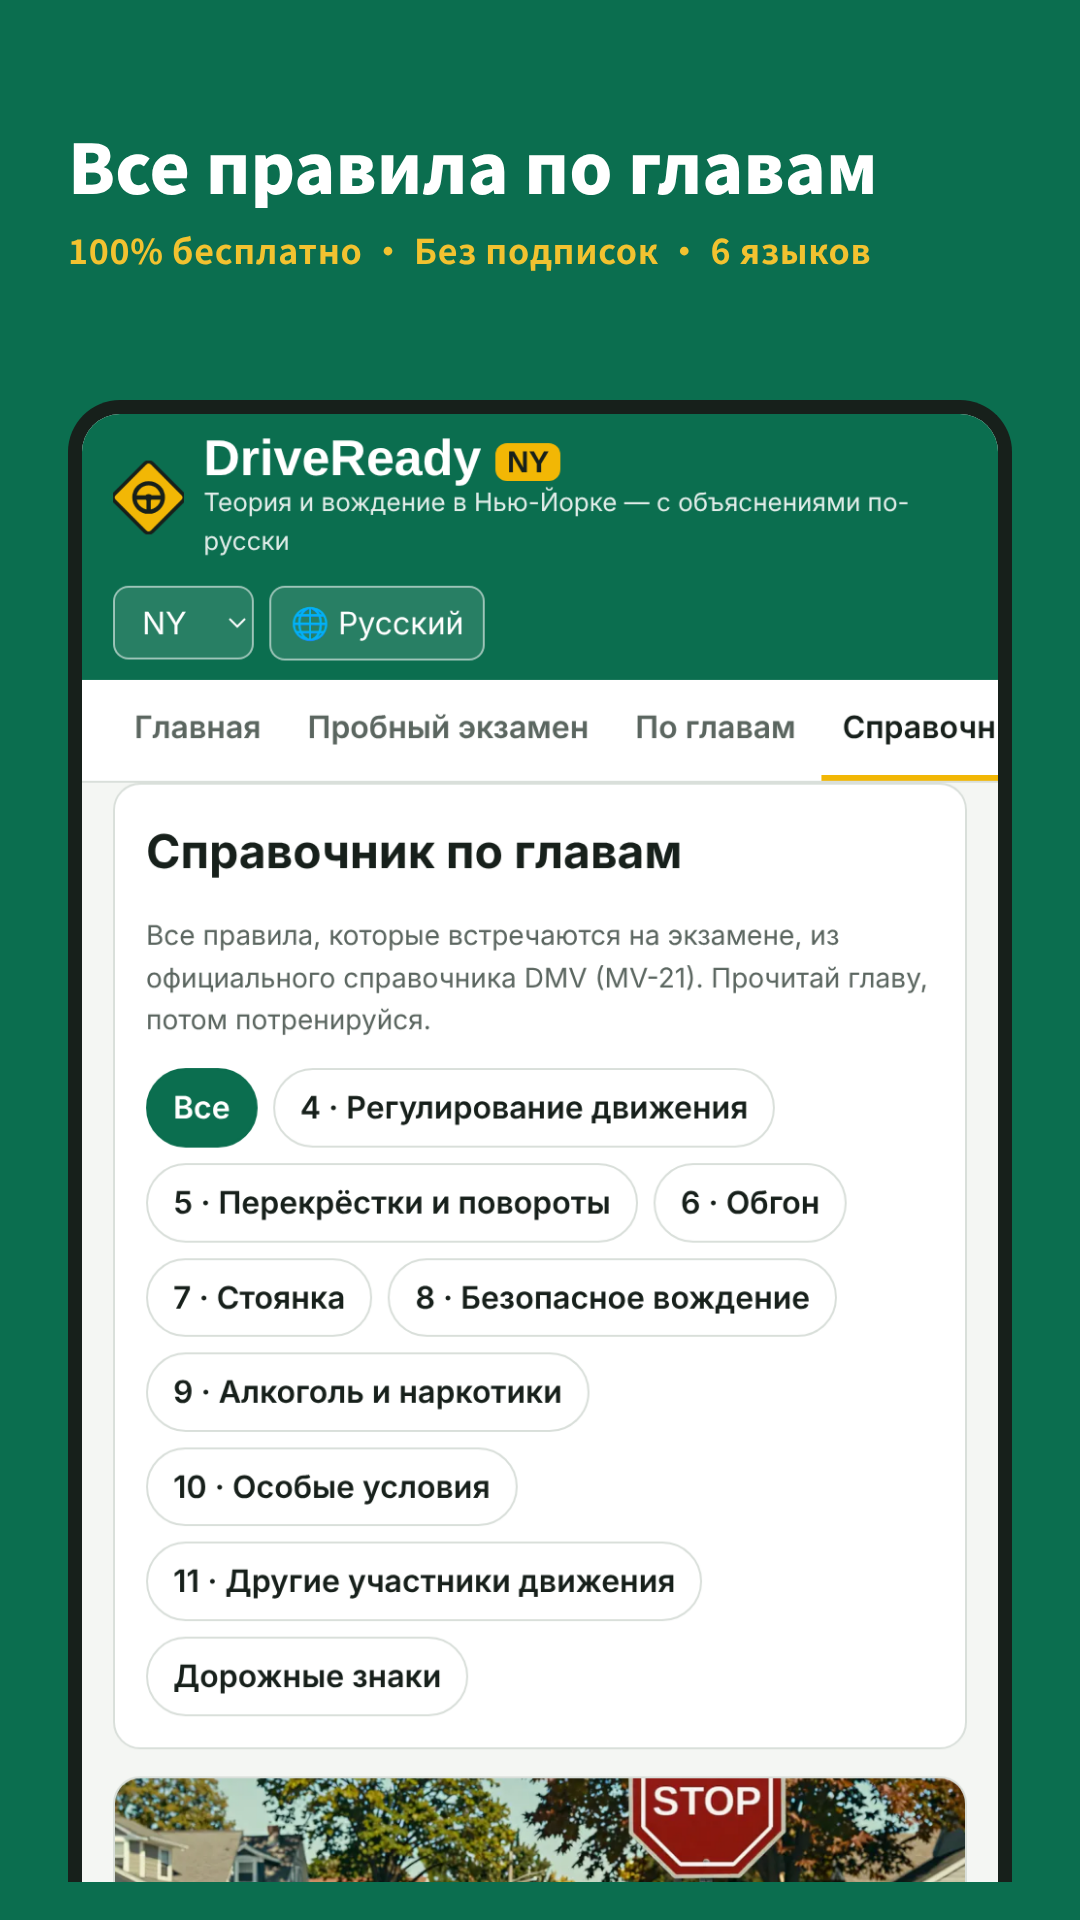 Все правила по главам
100% бесплатно • Без подписок • 6 языков
DriveReady NY
Теория и вождение в Нью-Йорке — с объяснениями по-
русски
NY
Русский
Главная Пробный экзамен По главам Справочн
Справочник по главам
Все правила, которые встречаются на экзамене, из
официального справочника DMV (MV-21). Прочитай главу,
потом потренируйся.
Все 4 · Регулирование движения
5 · Перекрёстки и повороты 6 · Обгон
7 · Стоянка 8 · Безопасное вождение
9 · Алкоголь и наркотики
10 · Особые условия
11 · Другие участники движения
Дорожные знаки
STOP